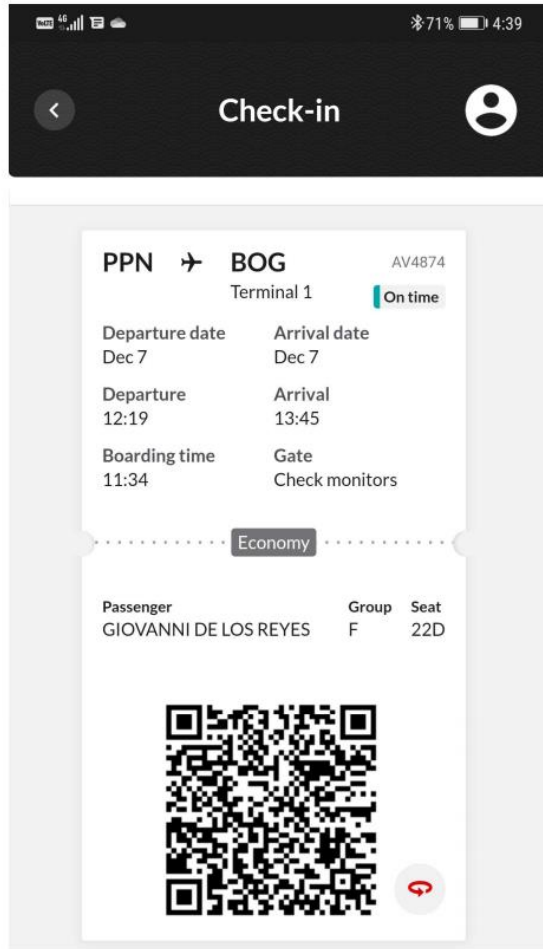 VoLTE 4G 71% 4:39
Check-in
PPN BOG AV4874
Terminal 1 On time
Departure date Arrival date
Dec 7 Dec 7
Departure Arrival
12:19 13:45
Boarding time Gate
11:34 Check monitors
Economy
Passenger Group Seat
GIOVANNI DE LOS REYES F 22D